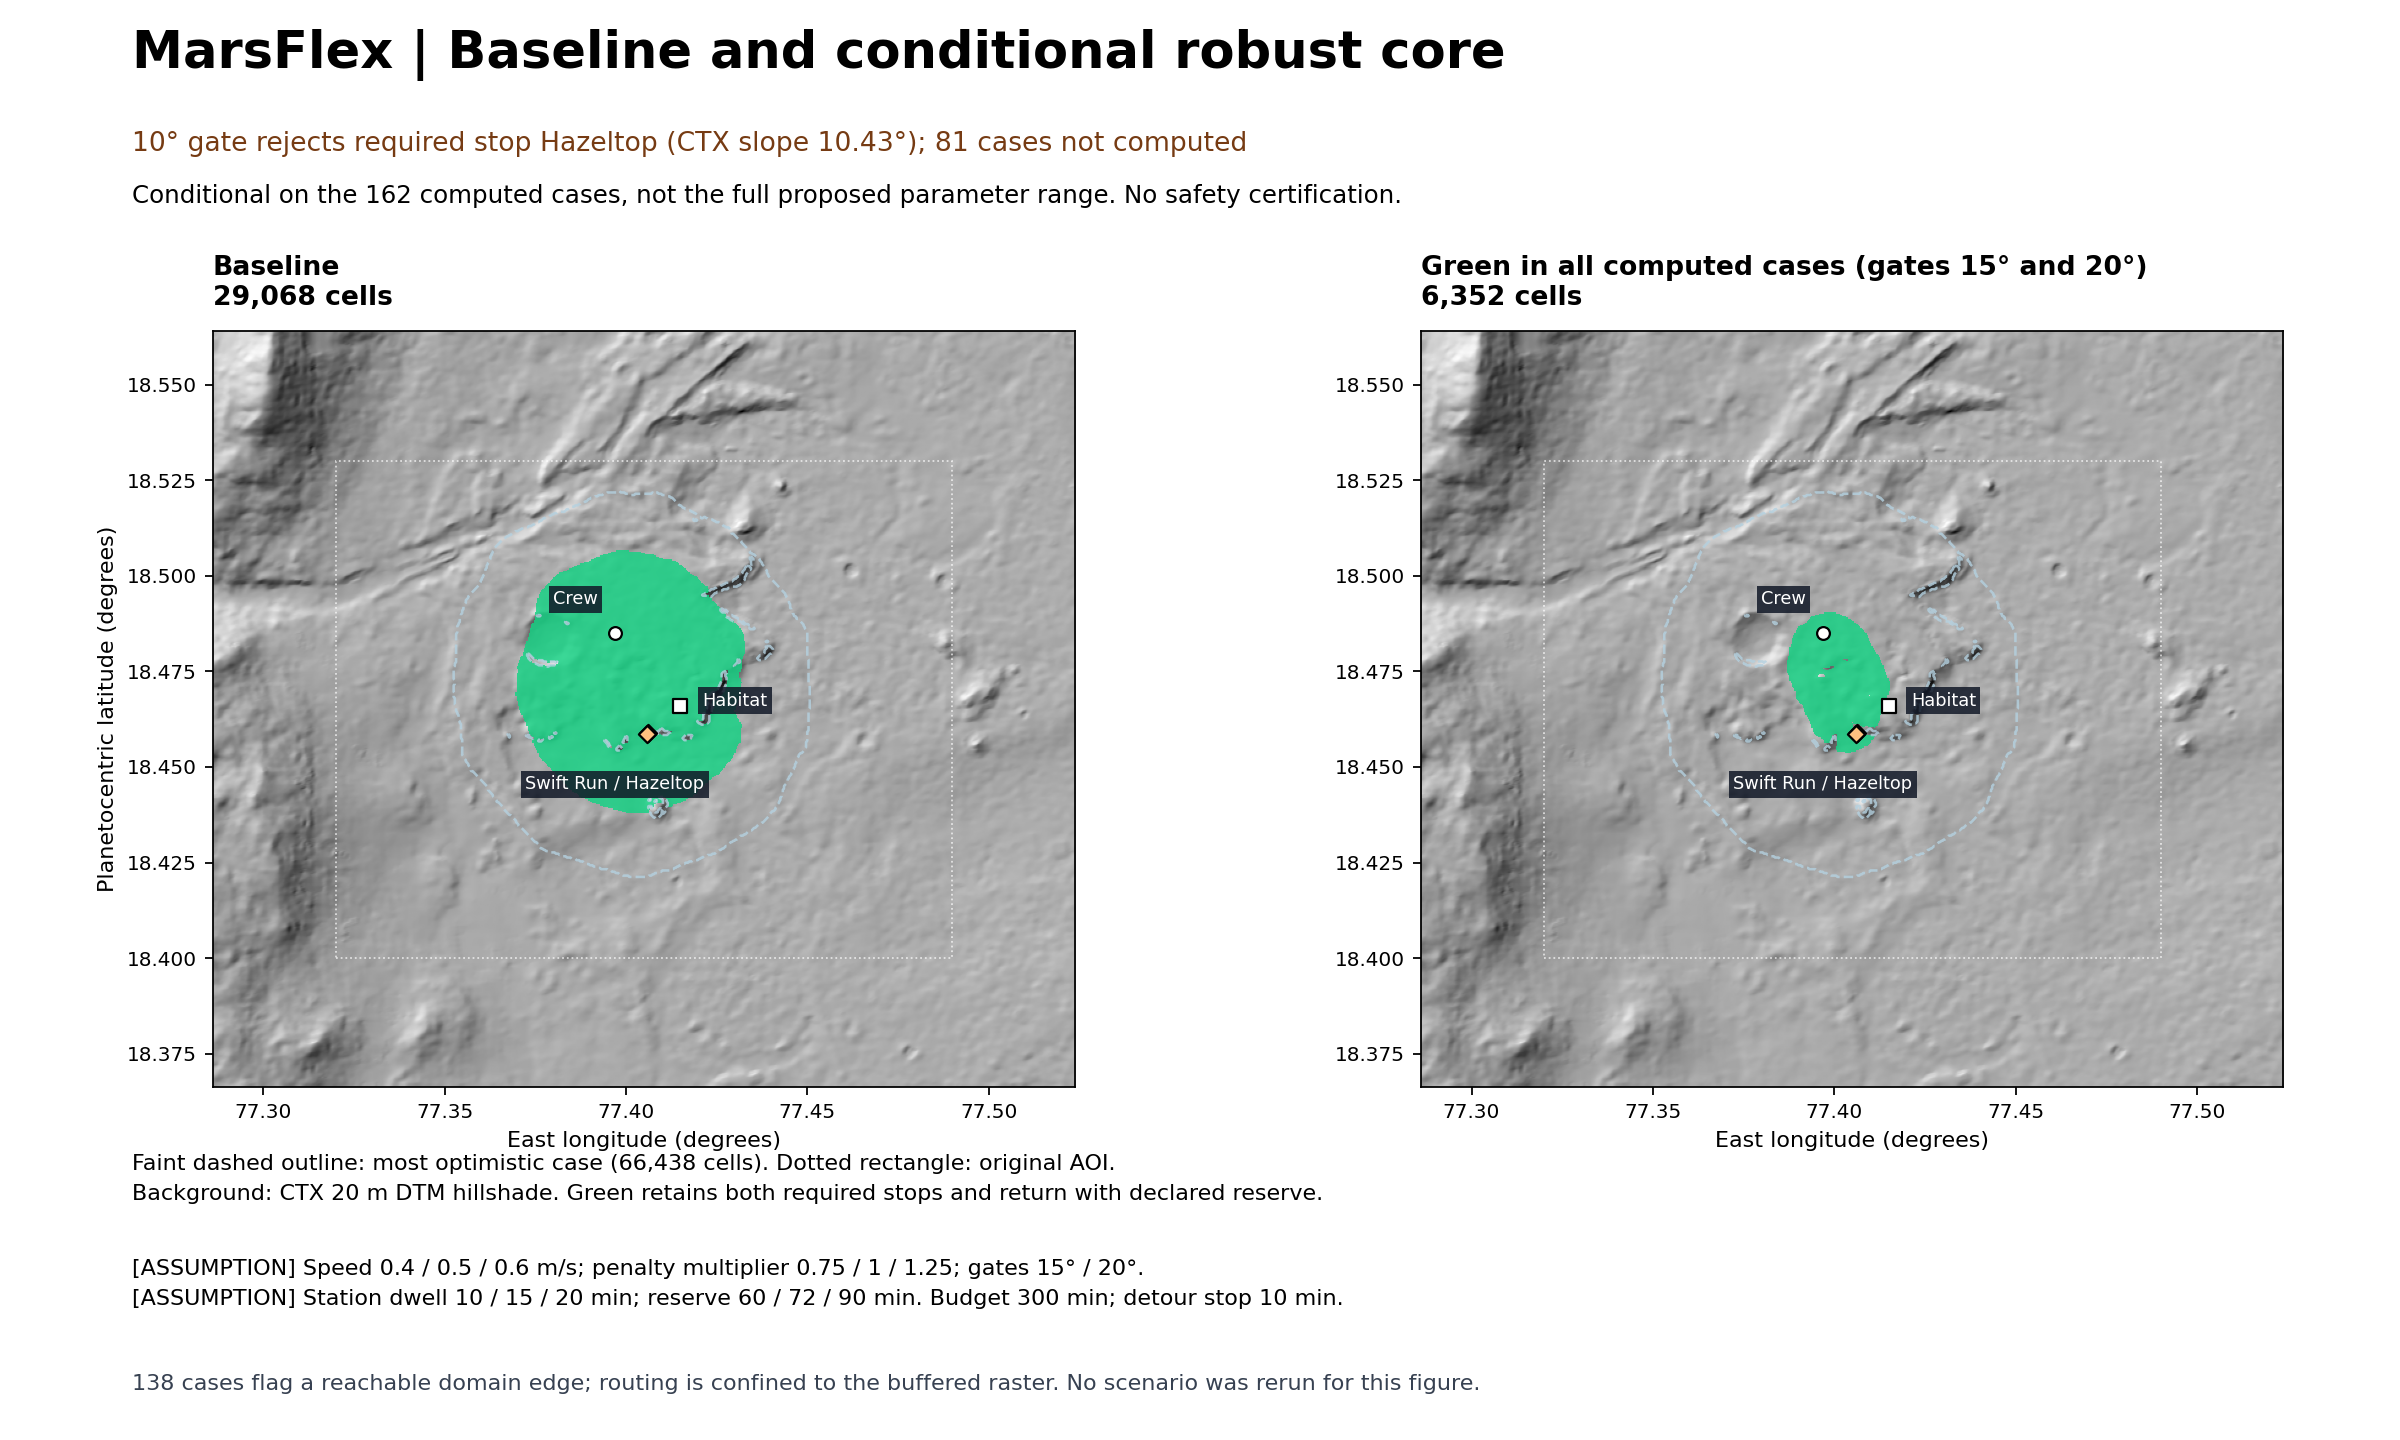 MarsFlex | Baseline and conditional robust core
10° gate rejects required stop Hazeltop (CTX slope 10.43°); 81 cases not computed
Conditional on the 162 computed cases, not the full proposed parameter range. No safety certification.
Baseline
29,068 cells
18.550
18.525
18.500
18.475
18.450
18.425
18.400
18.375
Planetocentric latitude (degrees)
Crew
Habitat
Swift Run / Hazeltop
77.30
77.35
77.40
77.45
77.50
East longitude (degrees)
Green in all computed cases (gates 15° and 20°)
6,352 cells
18.550
18.525
18.500
18.475
18.450
18.425
18.400
18.375
Crew
Habitat
Swift Run / Hazeltop
77.30
77.35
77.40
77.45
77.50
East longitude (degrees)
Faint dashed outline: most optimistic case (66,438 cells). Dotted rectangle: original AOI.
Background: CTX 20 m DTM hillshade. Green retains both required stops and return with declared reserve.
[ASSUMPTION] Speed 0.4 / 0.5 / 0.6 m/s; penalty multiplier 0.75 / 1 / 1.25; gates 15° / 20°.
[ASSUMPTION] Station dwell 10 / 15 / 20 min; reserve 60 / 72 / 90 min. Budget 300 min; detour stop 10 min.
138 cases flag a reachable domain edge; routing is confined to the buffered raster. No scenario was rerun for this figure.